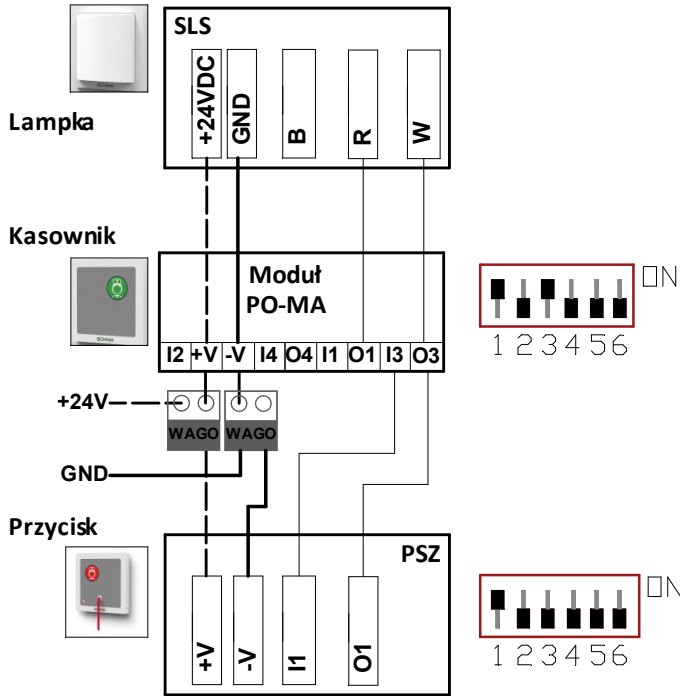 SLS
+24VDC GND B R W
Lampka
Kasownik
Moduł
PO-MA
I2 +V -V I4 O4 I1 O1 I3 O3
ON
1 2 3 4 5 6
+24V
WAGO WAGO
GND
Przycisk
PSZ
+V -V I1 O1
ON
1 2 3 4 5 6